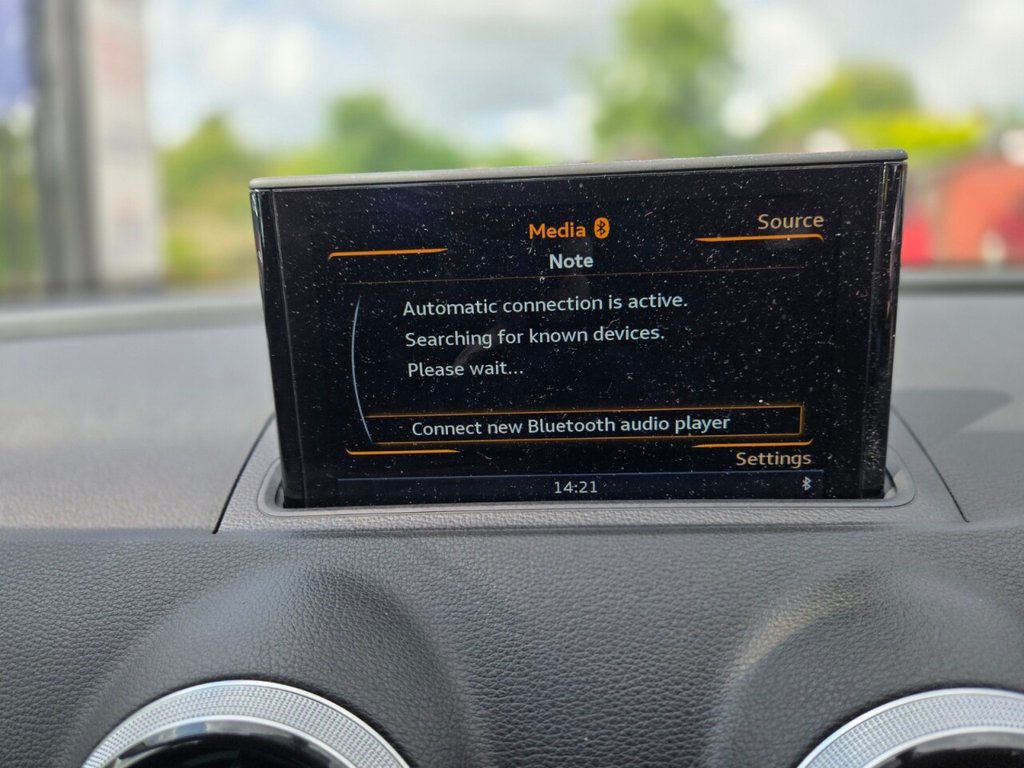 Media
Source
Note
Automatic connection is active.
Searching for known devices.
Please wait...
Connect new Bluetooth audio player
Settings
14:21